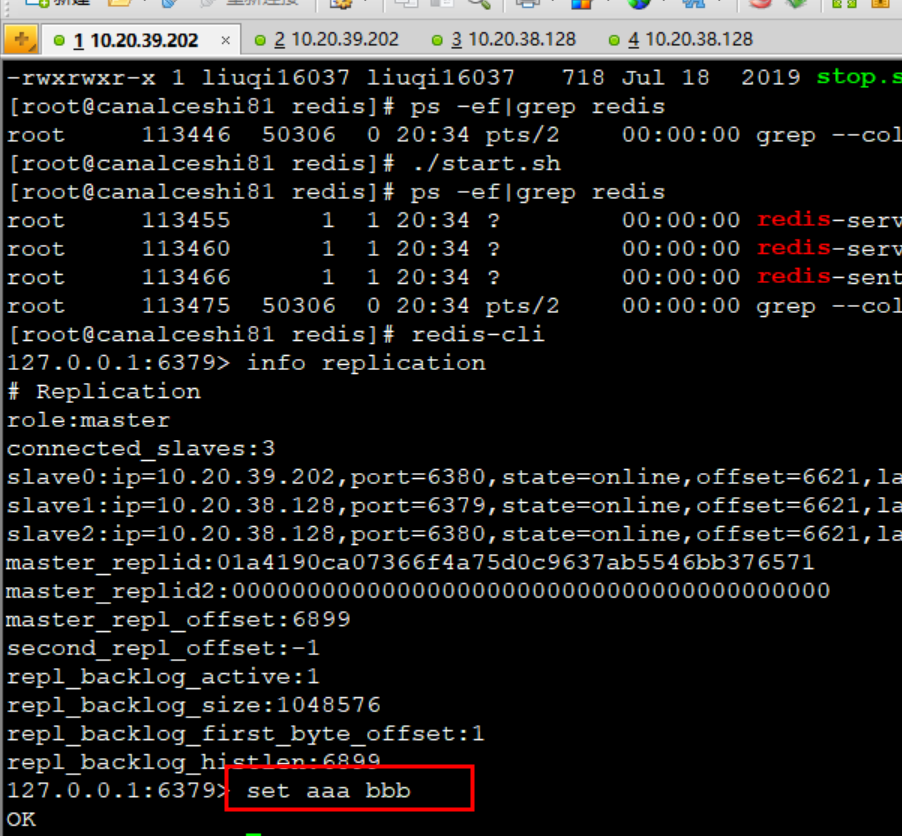 新建
重新连接
1 10.20.39.202 ×
2 10.20.39.202
3 10.20.38.128
4 10.20.38.128
-rwxrwxr-x 1 liuqi16037 liuqi16037 718 Jul 18 2019 stop.s
[root@canalceshi81 redis]# ps -ef|grep redis
root 113446 50306 0 20:34 pts/2 00:00:00 grep --col
[root@canalceshi81 redis]# ./start.sh
[root@canalceshi81 redis]# ps -ef|grep redis
root 113455 1 1 20:34 ? 00:00:00 redis-serv
root 113460 1 1 20:34 ? 00:00:00 redis-serv
root 113466 1 1 20:34 ? 00:00:00 redis-sent
root 113475 50306 0 20:34 pts/2 00:00:00 grep --col
[root@canalceshi81 redis]# redis-cli
127.0.0.1:6379> info replication
# Replication
role:master
connected_slaves:3
slave0:ip=10.20.39.202,port=6380,state=online,offset=6621,la
slave1:ip=10.20.38.128,port=6379,state=online,offset=6621,la
slave2:ip=10.20.38.128,port=6380,state=online,offset=6621,la
master_replid:01a4190ca07366f4a75d0c9637ab5546bb376571
master_replid2:0000000000000000000000000000000000000000
master_repl_offset:6899
second_repl_offset:-1
repl_backlog_active:1
repl_backlog_size:1048576
repl_backlog_first_byte_offset:1
repl_backlog_histlen:6899
127.0.0.1:6379> set aaa bbb
OK